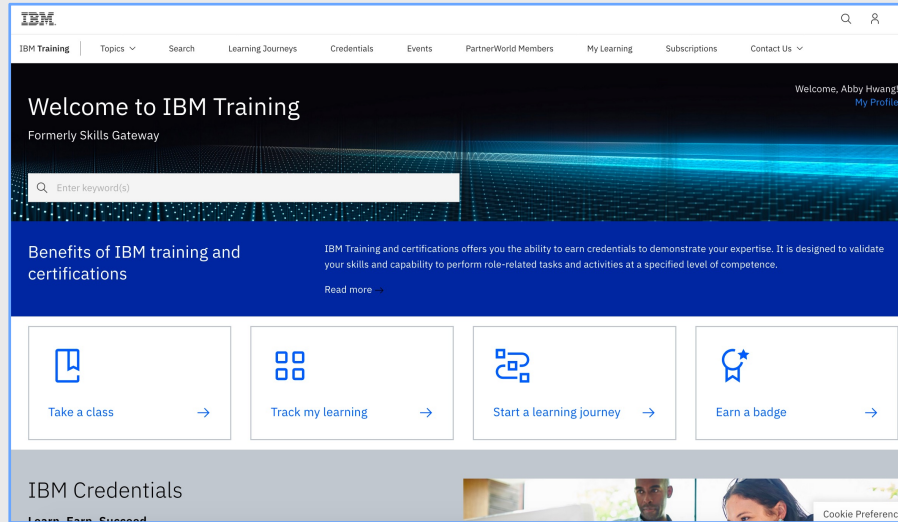 IBM
IBM Training Topics Search Learning Journeys Credentials Events PartnerWorld Members My Learning Subscriptions Contact Us
Welcome, Abby Hwang!
My Profile
Welcome to IBM Training
Formerly Skills Gateway
Enter keyword(s)
Benefits of IBM training and
certifications
IBM Training and certifications offers you the ability to earn credentials to demonstrate your expertise. It is designed to validate
your skills and capability to perform role-related tasks and activities at a specified level of competence.
Read more →
Take a class →
Track my learning →
Start a learning journey →
Earn a badge →
IBM Credentials
Learn. Earn. Succeed.
Cookie Preferenc